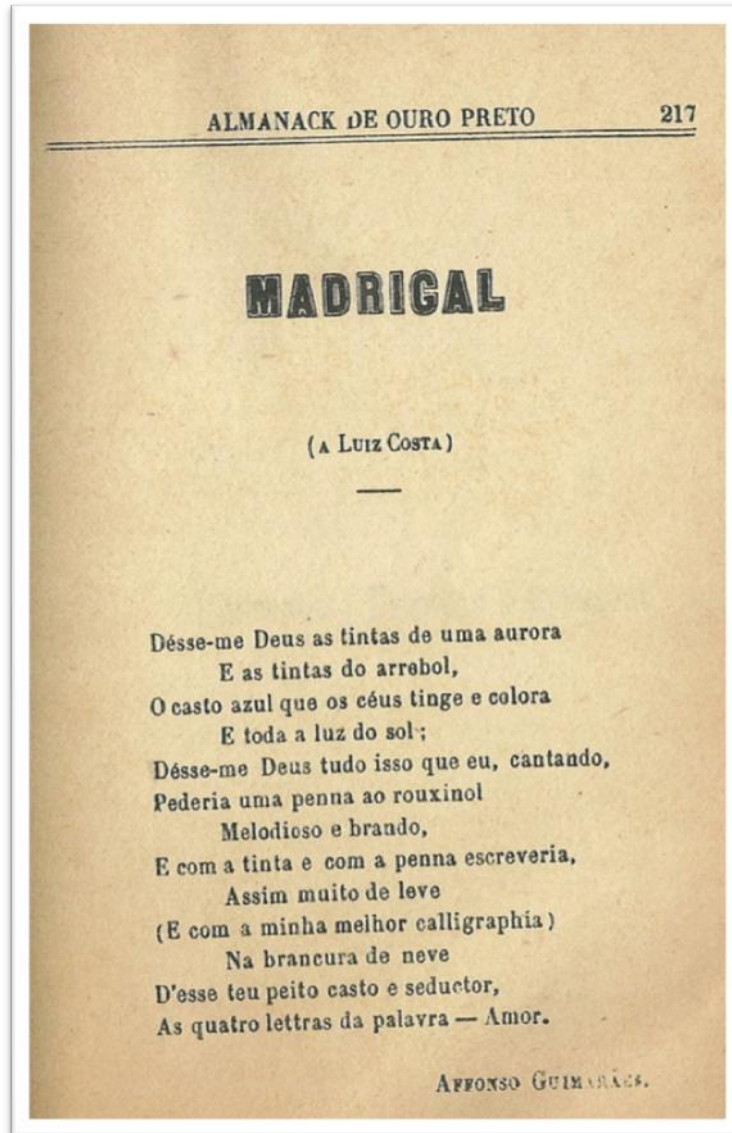 ALMANACK DE OURO PRETO 217
MADRIGAL
(A LUIZ COSTA)
Désse-me Deus as tintas de uma aurora
E as tintas do arrebol,
O casto azul que os céus tinge e colora
E toda a luz do sol;
Désse-me Deus tudo isso que eu, cantando,
Pederia uma penna ao rouxinol
Melodioso e brando,
E com a tinta e com a penna escreveria,
Assim muito de leve
(E com a minha melhor calligraphia)
Na brancura de neve
D'esse teu peito casto e seductor,
As quatro lettras da palavra — Amor.
AFFONSO GUIMARÃES.